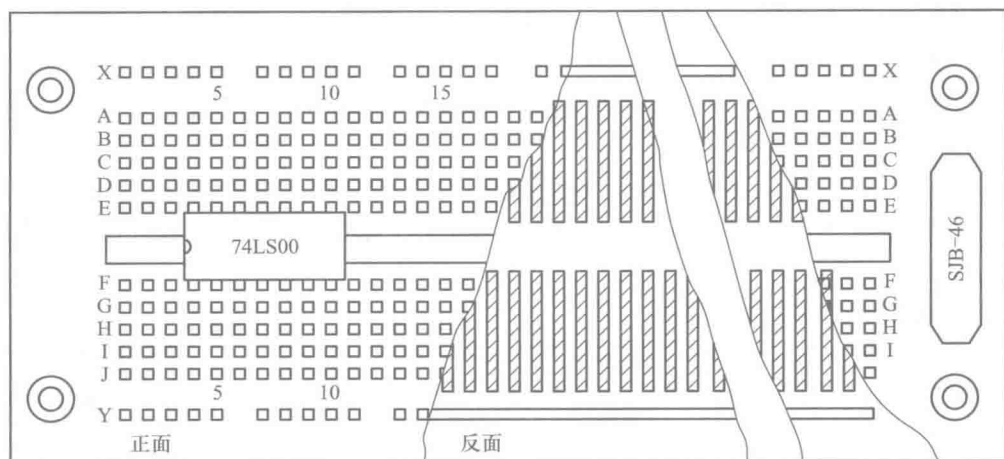 X X
5 10 15
A A
B B
C C
D D
E E
74LS00
SJB-46
F F
G G
H H
I I
J
5 10
Y
正面 反面